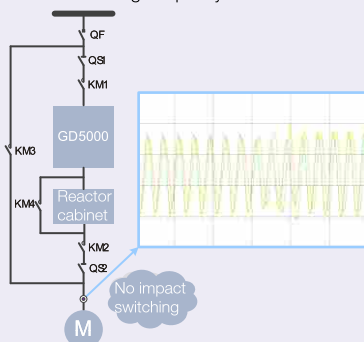 QF
QS1
KM1
GD5000
KM3
Reactor
cabinet
KM4
KM2
QS2
No impact
switching
M